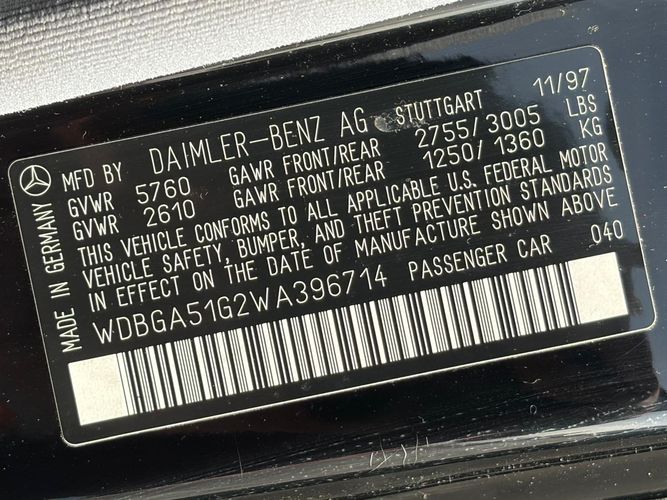 MFD BY DAIMLER-BENZ AG STUTTGART 11/97
GVWR 5760 GAWR FRONT/REAR 2755/3005 LBS
GVWR 2610 GAWR FRONT/REAR 1250/1360 KG
THIS VEHICLE CONFORMS TO ALL APPLICABLE U.S. FEDERAL MOTOR
VEHICLE SAFETY, BUMPER, AND THEFT PREVENTION STANDARDS
IN EFFECT ON THE DATE OF MANUFACTURE SHOWN ABOVE
WDBGA51G2WA396714 PASSENGER CAR 040
MADE IN GERMANY